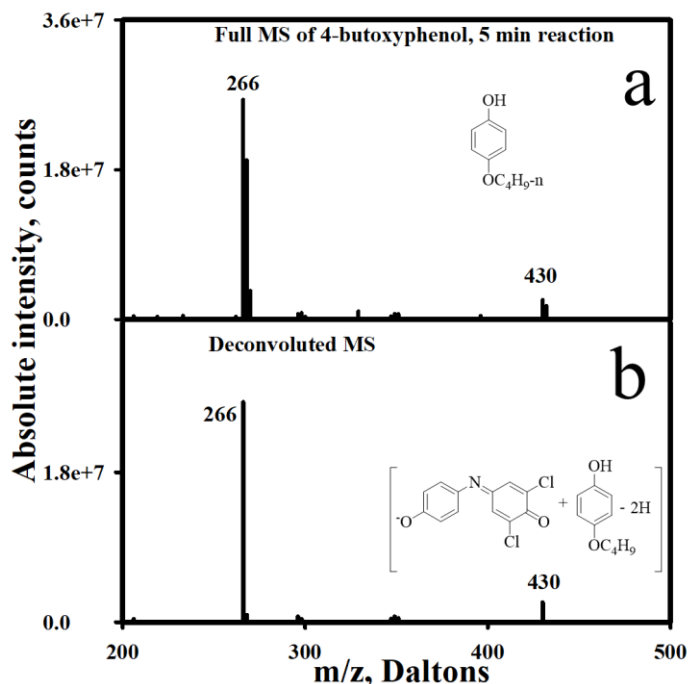 3.6e+7
Full MS of 4-butoxyphenol, 5 min reaction
266
a
OH
OC4H9-n
1.8e+7
430
0.0
Deconvoluted MS
b
266
1.8e+7
OH
N
Cl
+
- 2H
-O
O
Cl
OC4H9
430
0.0
200
300
400
500
m/z, Daltons
Absolute intensity, counts